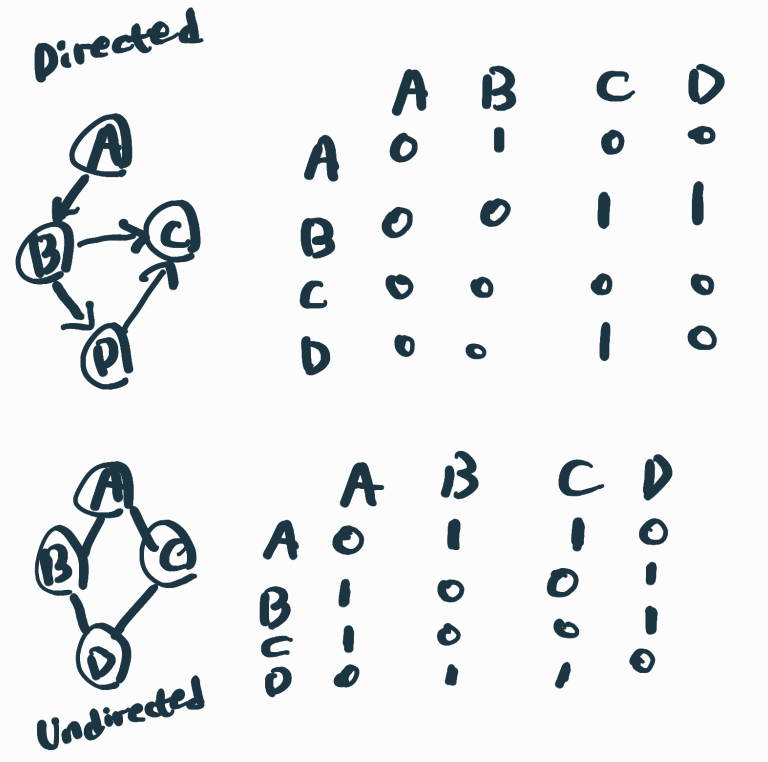 Directed
A
B C
D
A B C D
A 0 1 0 0
B 0 0 1 1
C 0 0 0 0
D 0 0 1 0
A
B C
D
Undirected
A B C D
A 0 1 1 0
B 1 0 0 1
C 1 0 0 1
D 0 1 1 0